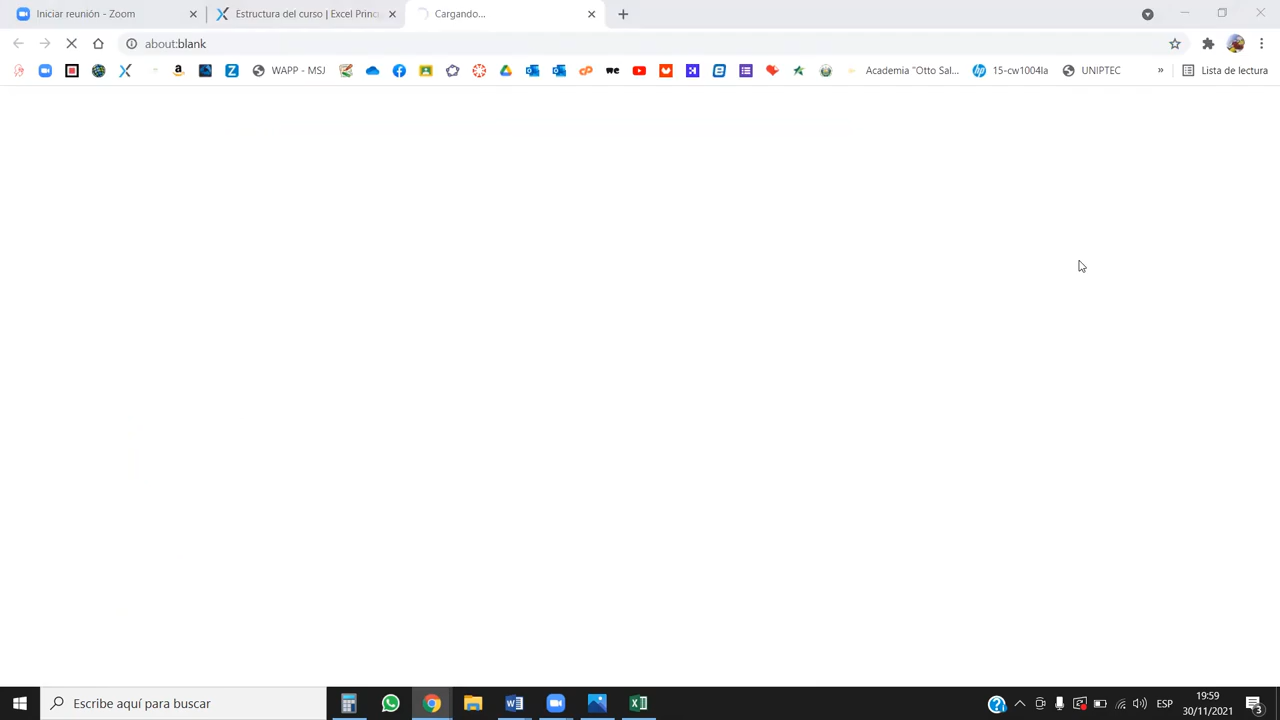 Iniciar reunión - Zoom
Estructura del curso | Excel Princ
Cargando...
about:blank
WAPP - MSJ
Academia "Otto Sal...
15-cw1004la
UNIPTEC
»
Lista de lectura
Escribe aquí para buscar
ESP
19:59
30/11/2021
3